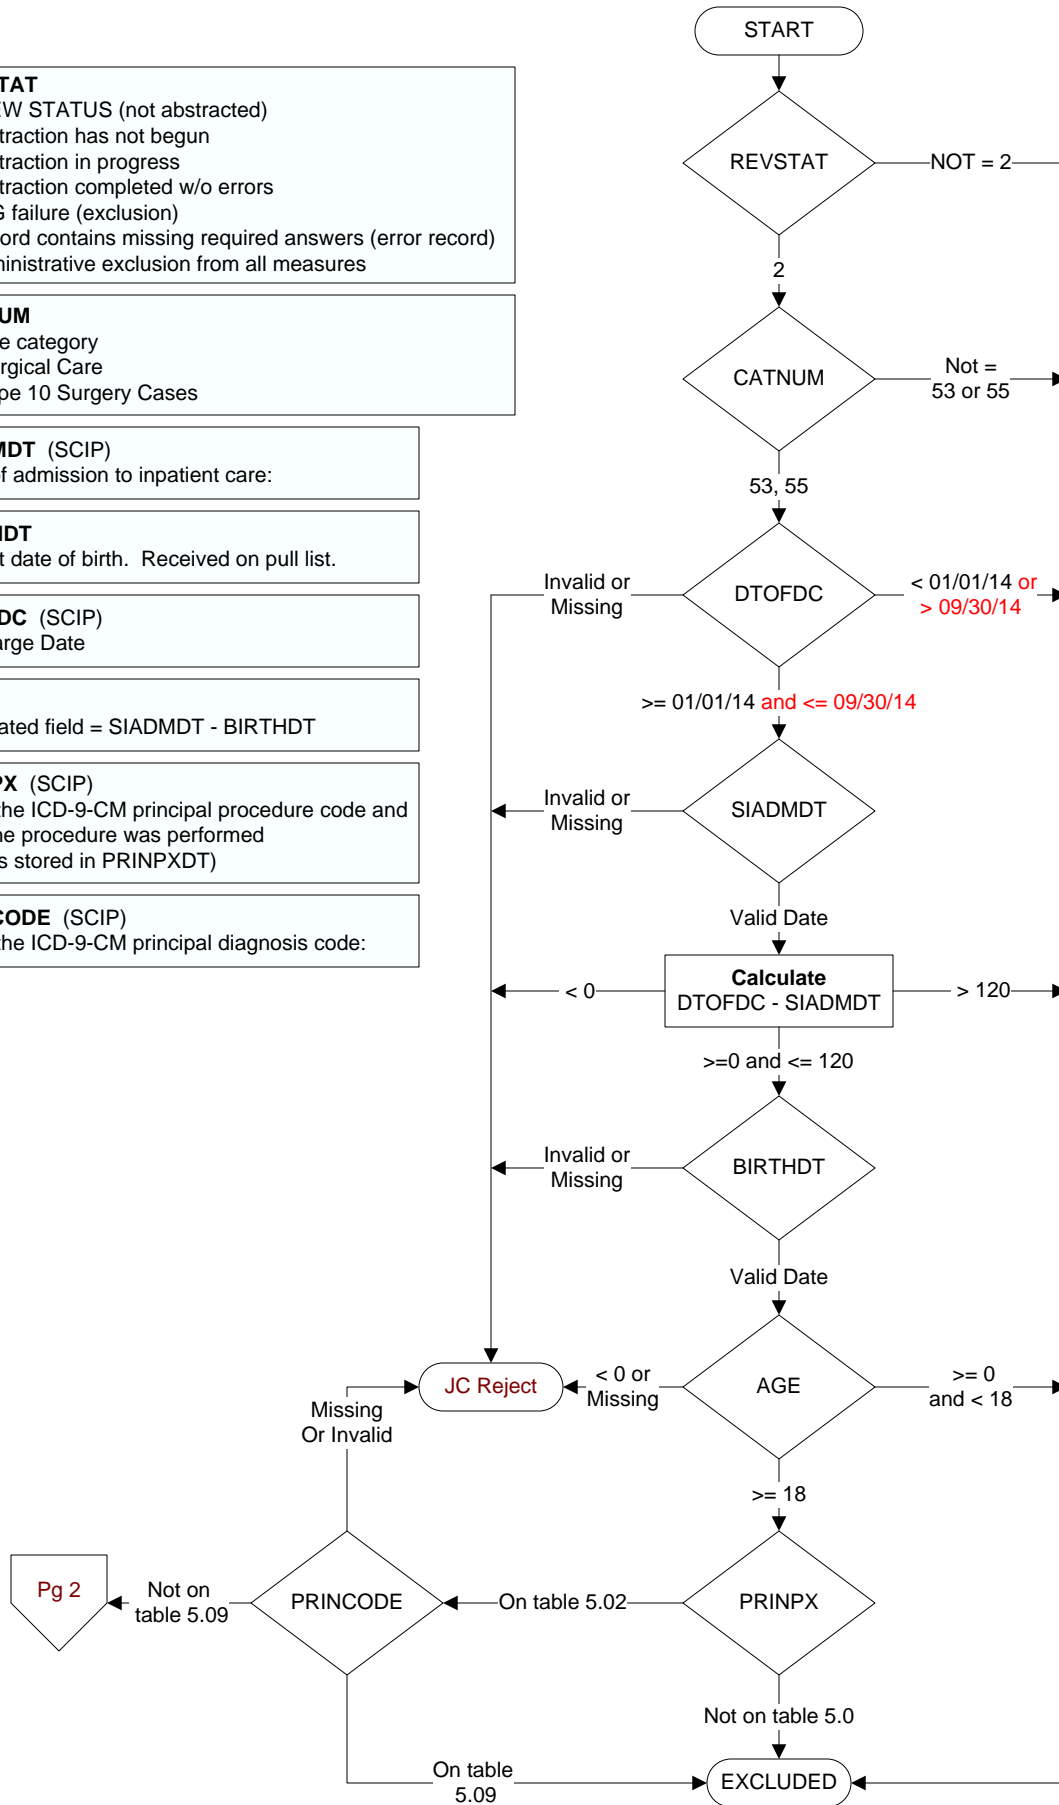 START
TAT
EW STATUS (not abstracted)
traction has not begun
traction in progress
traction completed w/o errors
G failure (exclusion)
ord contains missing required answers (error record)
ministrative exclusion from all measures
REVSTAT
NOT = 2
2
UM
e category
rgical Care
pe 10 Surgery Cases
CATNUM
Not =
53 or 55
53, 55
MDT (SCIP)
f admission to inpatient care:
HDT
t date of birth. Received on pull list.
DC (SCIP)
arge Date
Invalid or
Missing
DTOFDC
< 01/01/14 or
> 09/30/14
>= 01/01/14 and <= 09/30/14
ated field = SIADMDT - BIRTHDT
PX (SCIP)
the ICD-9-CM principal procedure code and
he procedure was performed
s stored in PRINPXDT)
Invalid or
Missing
SIADMDT
Valid Date
CODE (SCIP)
the ICD-9-CM principal diagnosis code:
< 0
Calculate
DTOFDC - SIADMDT
> 120
>=0 and <= 120
Invalid or
Missing
BIRTHDT
Valid Date
JC Reject
< 0 or
Missing
AGE
>= 0
and < 18
Missing
Or Invalid
>= 18
Pg 2
Not on
table 5.09
PRINCODE
On table 5.02
PRINPX
Not on table 5.0
On table
5.09
EXCLUDED